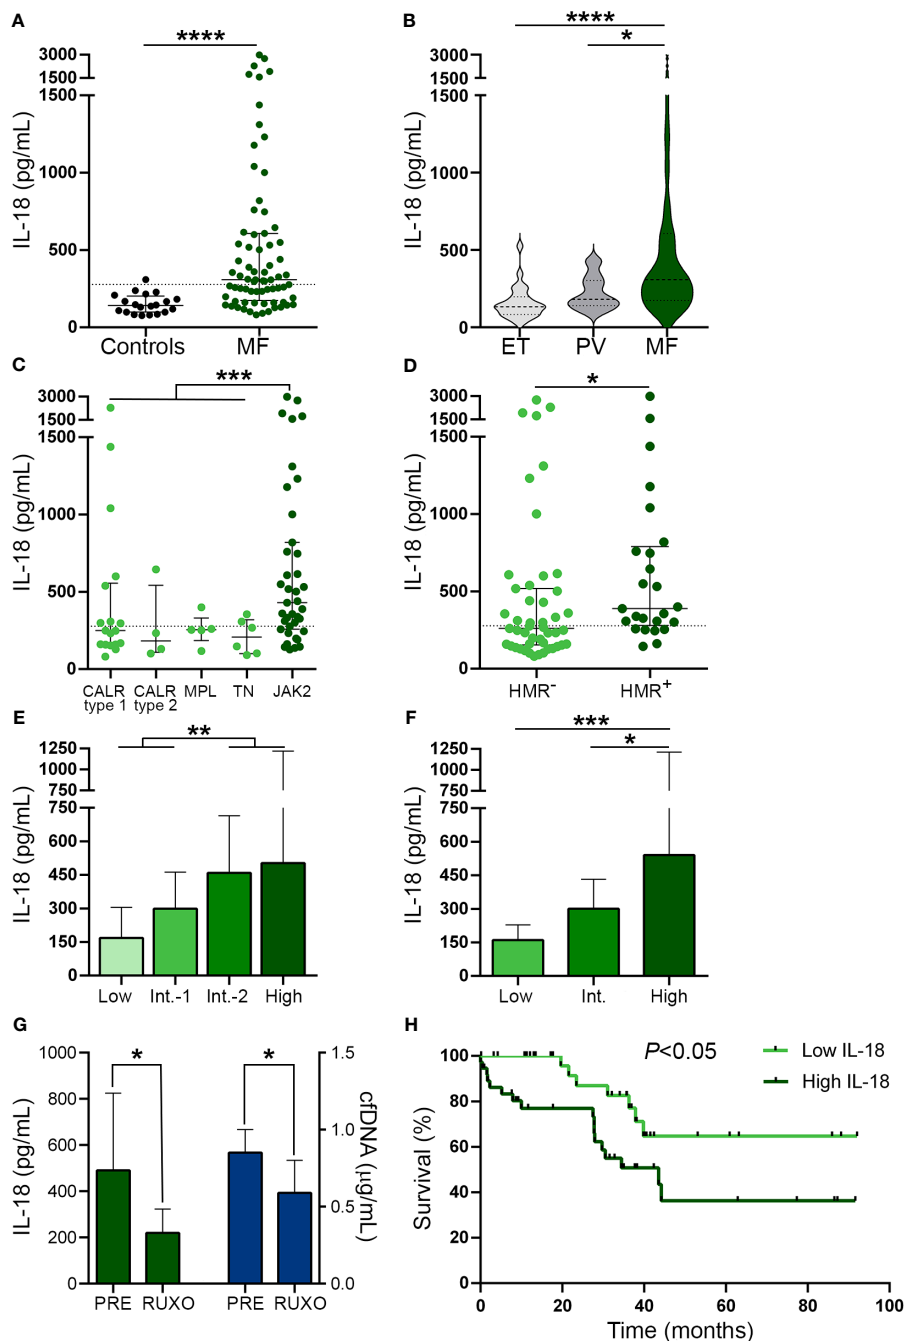 A
****
IL-18 (pg/mL)
3000
1500
1500
1000
500
0
Controls
MF
B
****
*
IL-18 (pg/mL)
3000
1500
1500
1000
500
0
ET
PV
MF
C
***
IL-18 (pg/mL)
3000
1500
1500
1000
500
0
CALR
type 1
CALR
type 2
MPL
TN
JAK2
D
*
IL-18 (pg/mL)
3000
1500
1500
1000
500
0
HMR⁻
HMR⁺
E
**
IL-18 (pg/mL)
1250
1000
750
750
600
450
300
150
0
Low
Int.-1
Int.-2
High
F
***
*
IL-18 (pg/mL)
1250
1000
750
750
600
450
300
150
0
Low
Int.
High
G
*
*
IL-18 (pg/mL)
1000
800
600
400
200
0
1.5
1.0
0.5
0.0
cfDNA (µg/mL)
PRE
RUXO
PRE
RUXO
H
P<0.05
Low IL-18
High IL-18
Survival (%)
100
80
60
40
20
0
0
20
40
60
80
100
Time (months)